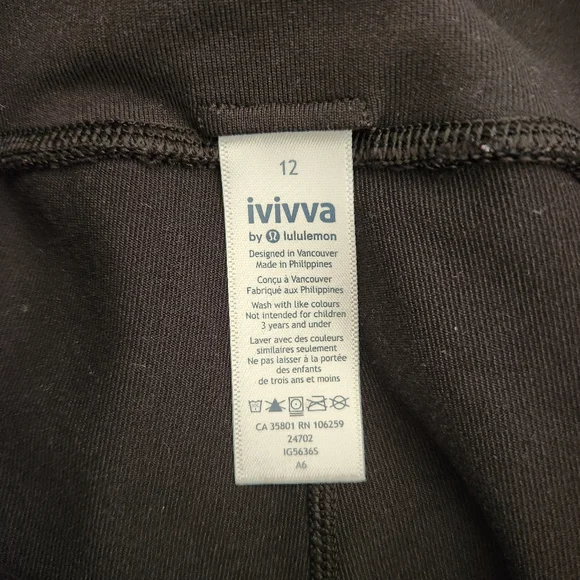 12
ivivva
by lululemon
Designed in Vancouver
Made in Philippines
Conçu à Vancouver
Fabriqué aux Philippines
Wash with like colours
Not intended for children
3 years and under
Laver avec des couleurs
similaires seulement
Ne pas laisser à la portée
des enfants
de trois ans et moins
CA 35801 RN 106259
24702
IG5636S
A6